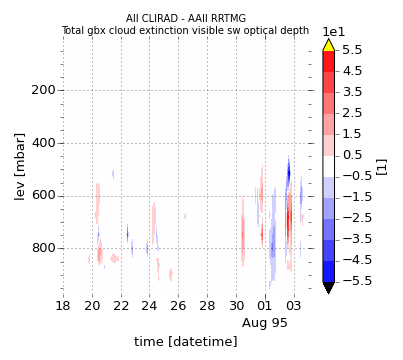 All CLIRAD - AAll RRTMG
Total gbx cloud extinction visible sw optical depth
1e1
5.5
4.5
3.5
2.5
1.5
0.5
−0.5
−1.5
−2.5
−3.5
−4.5
−5.5
[1]
lev [mbar]
200
400
600
800
18 20 22 24 26 28 30 01 03
Aug 95
time [datetime]